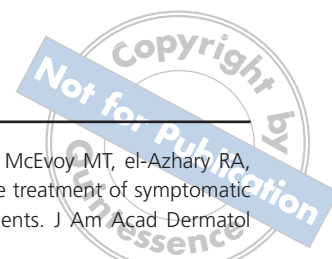 Copyright by
Not for Publication
Quintessence
McEvoy MT, el-Azhary RA,
e treatment of symptomatic
ents. J Am Acad Dermatol